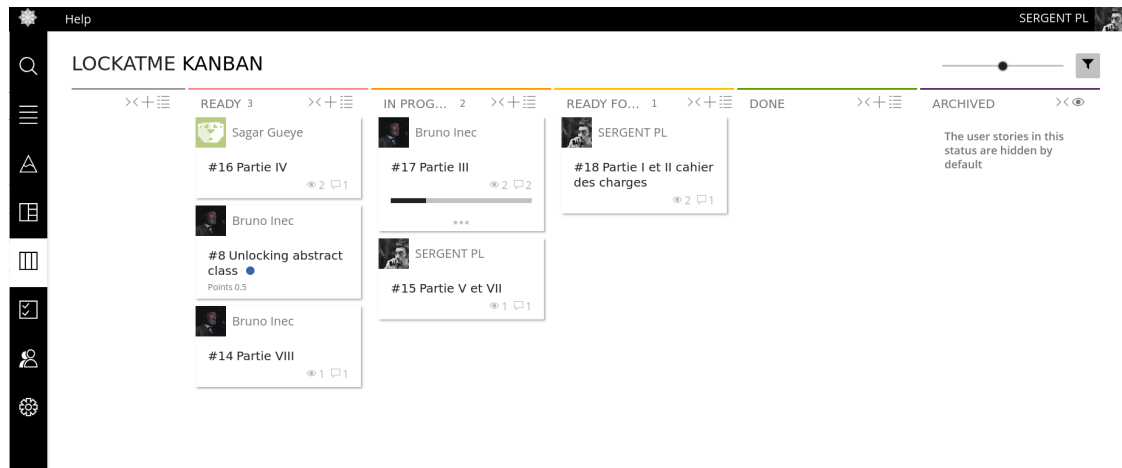 Help
SERGENT PL
LOCKATME KANBAN
READY 3
Sagar Gueye
#16 Partie IV
2 1
Bruno Inec
#8 Unlocking abstract
class
Points 0.5
Bruno Inec
#14 Partie VIII
1 1
IN PROG... 2
Bruno Inec
#17 Partie III
2 2
SERGENT PL
#15 Partie V et VII
1 1
READY FO... 1
SERGENT PL
#18 Partie I et II cahier
des charges
2 1
DONE
ARCHIVED
The user stories in this
status are hidden by
default